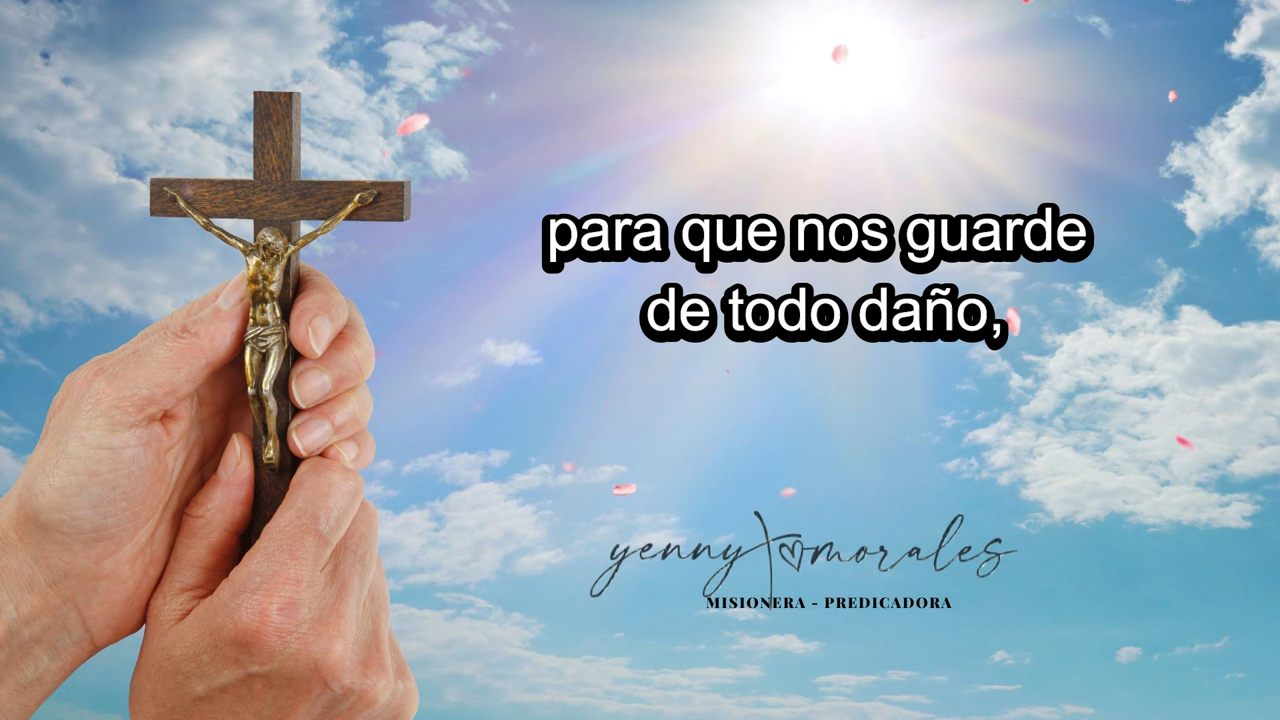 para que nos guarde
de todo daño,
yenny morales
MISIONERA - PREDICADORA